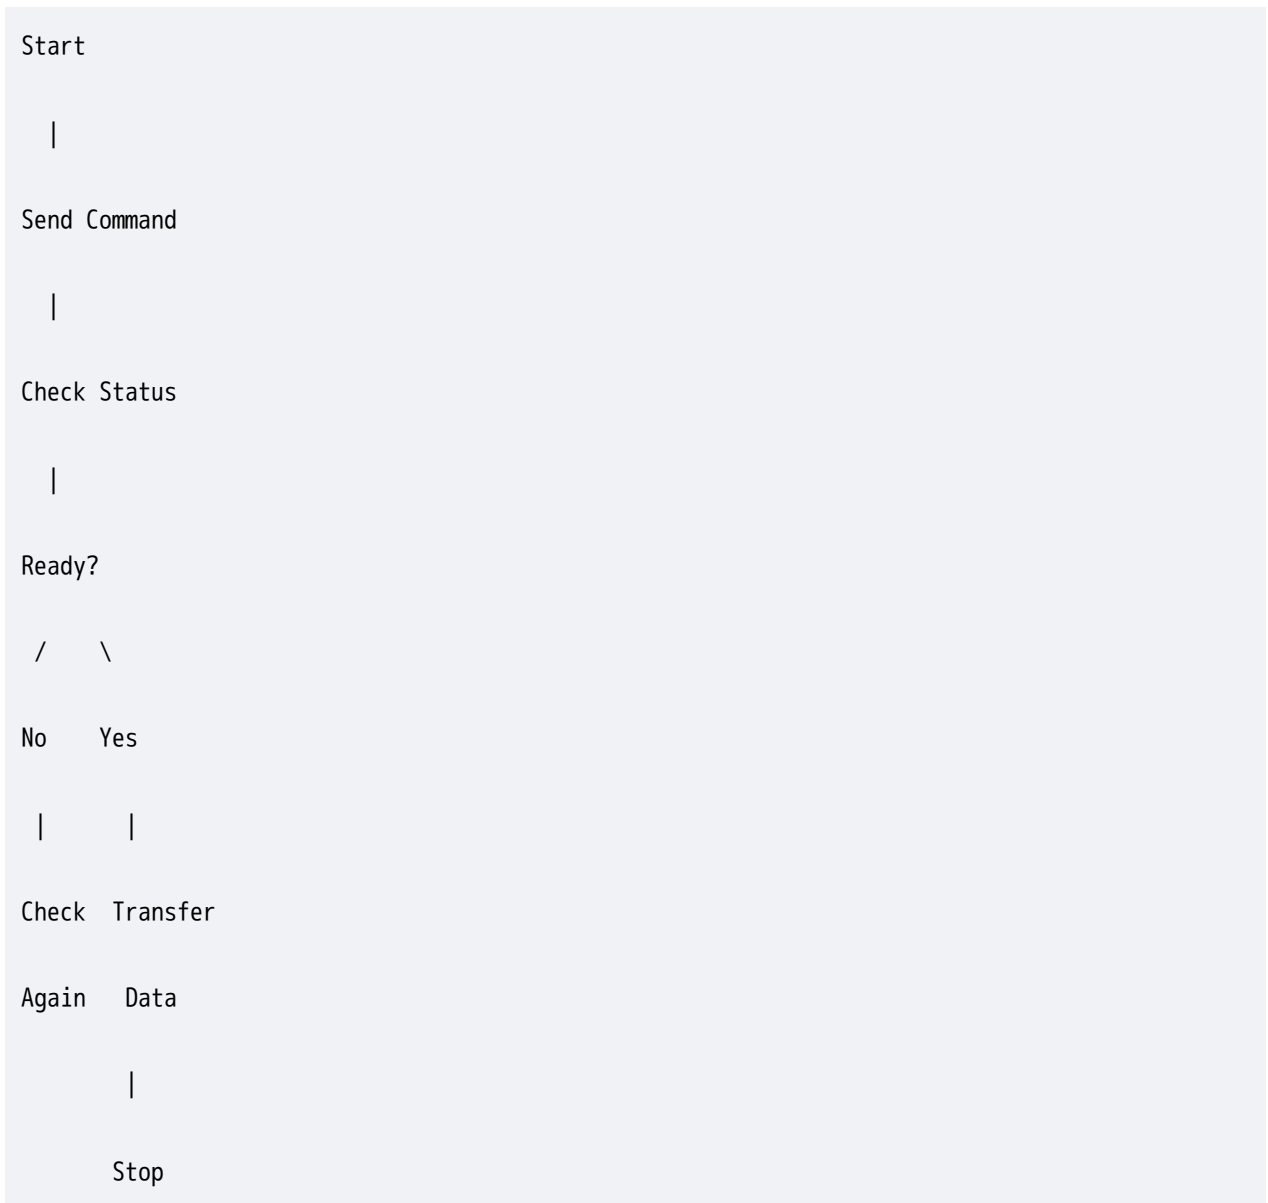 Start
|
Send Command
|
Check Status
|
Ready?
/    \
No    Yes
|      |
Check  Transfer
Again   Data
|
Stop